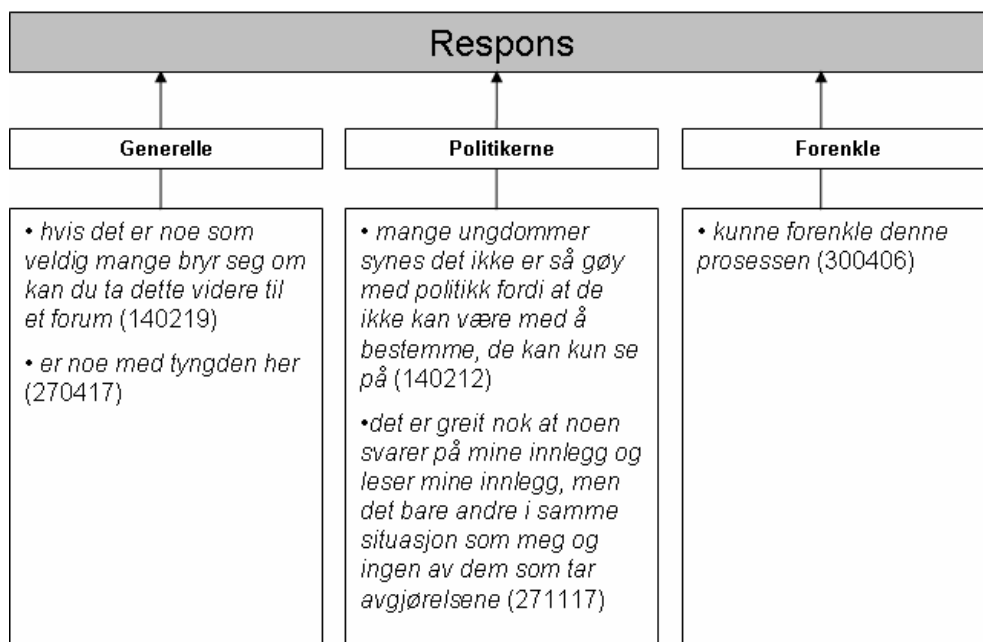 Respons
Generelle
Politikerne
Forenkle
• hvis det er noe som
veldig mange bryr seg om
kan du ta dette videre til
et forum (140219)
• er noe med tyngden her
(270417)
• mange ungdommer
synes det ikke er så gøy
med politikk fordi at de
ikke kan være med å
bestemme, de kan kun se
på (140212)
•det er greit nok at noen
svarer på mine innlegg og
leser mine innlegg, men
det bare andre i samme
situasjon som meg og
ingen av dem som tar
avgjørelsene (271117)
• kunne forenkle denne
prosessen (300406)